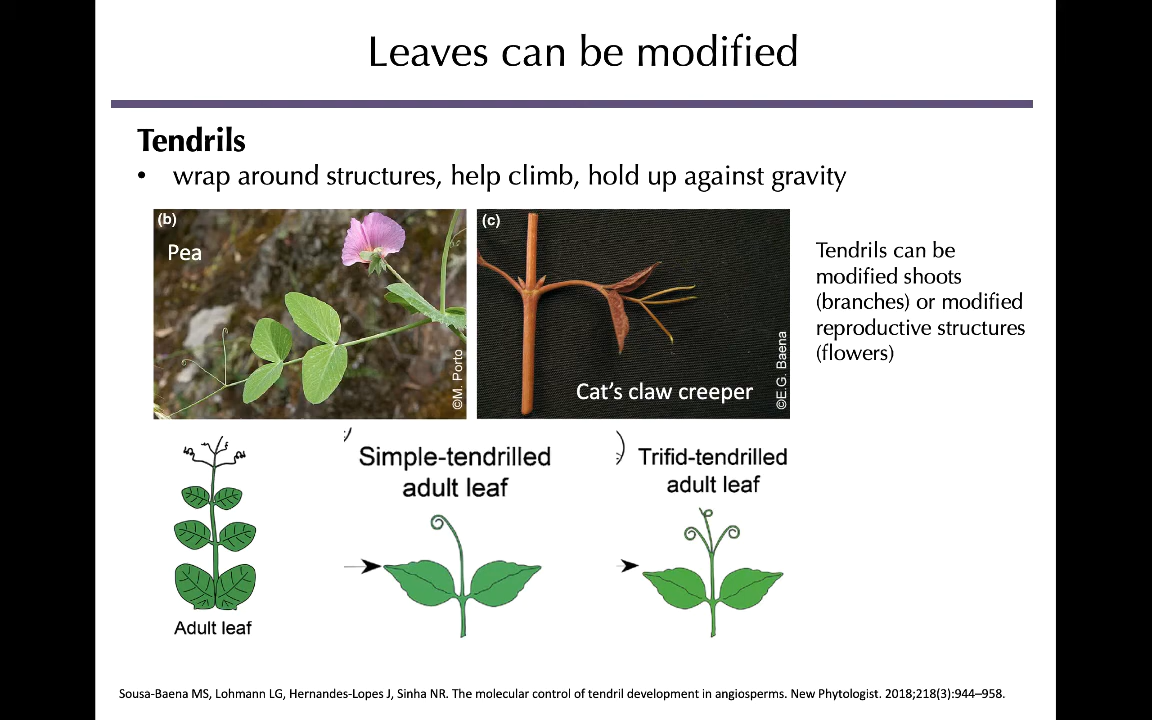 Leaves can be modified
Tendrils
• wrap around structures, help climb, hold up against gravity
(b)
Pea
©M. Porto
(c)
Cat's claw creeper
©E.G. Baena
Tendrils can be
modified shoots
(branches) or modified
reproductive structures
(flowers)
Adult leaf
Simple-tendrilled
adult leaf
Trifid-tendrilled
adult leaf
Sousa-Baena MS, Lohmann LG, Hernandes-Lopes J, Sinha NR. The molecular control of tendril development in angiosperms. New Phytologist. 2018;218(3):944–958.